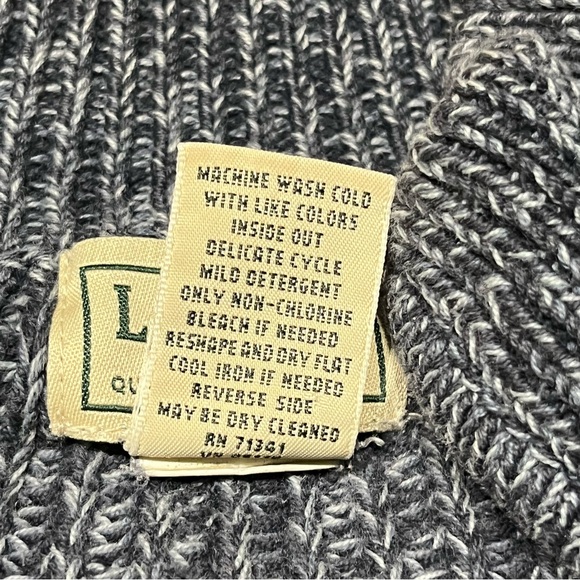 MACHINE WASH COLD
WITH LIKE COLORS
INSIDE OUT
DELICATE CYCLE
MILD DETERGENT
ONLY NON-CHLORINE
BLEACH IF NEEDED
RESHAPE AND DRY FLAT
COOL IRON IF NEEDED
REVERSE SIDE
MAY BE DRY CLEANED
RN 71341
L
QU